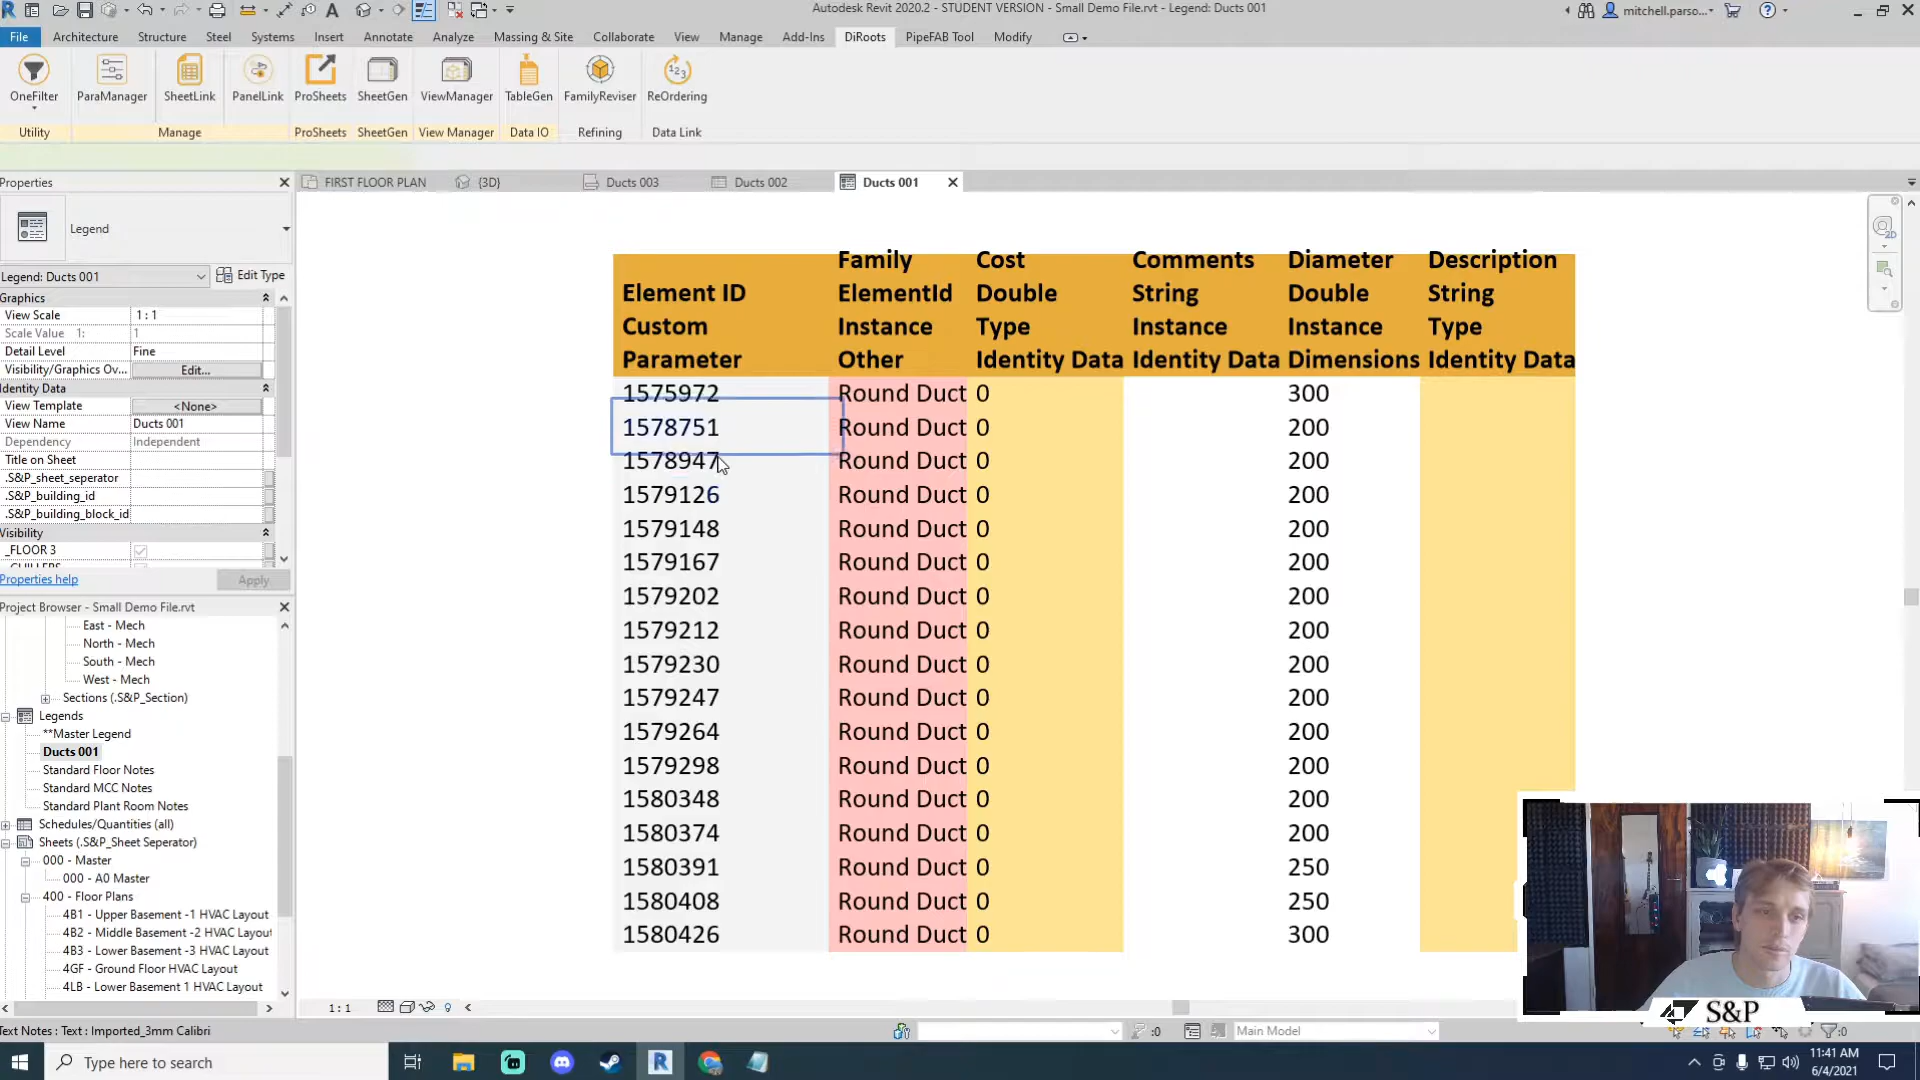 Autodesk Revit 2020.2 - STUDENT VERSION - Small Demo File.rvt - Legend: Ducts 001
mitchell.parso...
File Architecture Structure Steel Systems Insert Annotate Analyze Massing & Site Collaborate View Manage Add-Ins DiRoots PipeFAB Tool Modify
OneFilter ParaManager SheetLink PanelLink ProSheets SheetGen ViewManager TableGen FamilyReviser ReOrdering
Utility Manage ProSheets SheetGen View Manager Data IO Refining Data Link
Properties
FIRST FLOOR PLAN {3D} Ducts 003 Ducts 002 Ducts 001
Legend
Legend: Ducts 001 Edit Type
Graphics
View Scale 1 : 1
Scale Value 1: 1
Detail Level Fine
Visibility/Graphics Ov... Edit...
Identity Data
View Template <None>
View Name Ducts 001
Dependency Independent
Title on Sheet
.S&P_sheet_seperator
.S&P_building_id
.S&P_building_block_id
Visibility
_FLOOR 3
Properties help Apply
Project Browser - Small Demo File.rvt
East - Mech
North - Mech
South - Mech
West - Mech
Sections (.S&P_Section)
Legends
**Master Legend
Ducts 001
Standard Floor Notes
Standard MCC Notes
Standard Plant Room Notes
Schedules/Quantities (all)
Sheets (.S&P_Sheet Seperator)
000 - Master
000 - A0 Master
400 - Floor Plans
4B1 - Upper Basement -1 HVAC Layout
4B2 - Middle Basement -2 HVAC Layout
4B3 - Lower Basement -3 HVAC Layout
4GF - Ground Floor HVAC Layout
4LB - Lower Basement 1 HVAC Layout
Element ID
Custom
Parameter
Family
ElementId
Instance
Other
Cost
Double
Type
Identity Data
Comments
String
Instance
Identity Data
Diameter
Double
Instance
Dimensions
Description
String
Type
Identity Data
1575972 Round Duct 0 300
1578751 Round Duct 0 200
1578947 Round Duct 0 200
1579126 Round Duct 0 200
1579148 Round Duct 0 200
1579167 Round Duct 0 200
1579202 Round Duct 0 200
1579212 Round Duct 0 200
1579230 Round Duct 0 200
1579247 Round Duct 0 200
1579264 Round Duct 0 200
1579298 Round Duct 0 200
1580348 Round Duct 0 200
1580374 Round Duct 0 200
1580391 Round Duct 0 250
1580408 Round Duct 0 250
1580426 Round Duct 0 300
S&P
1 : 1
Text Notes : Text : Imported_3mm Calibri
:0 Main Model :0
Type here to search
11:41 AM
6/4/2021